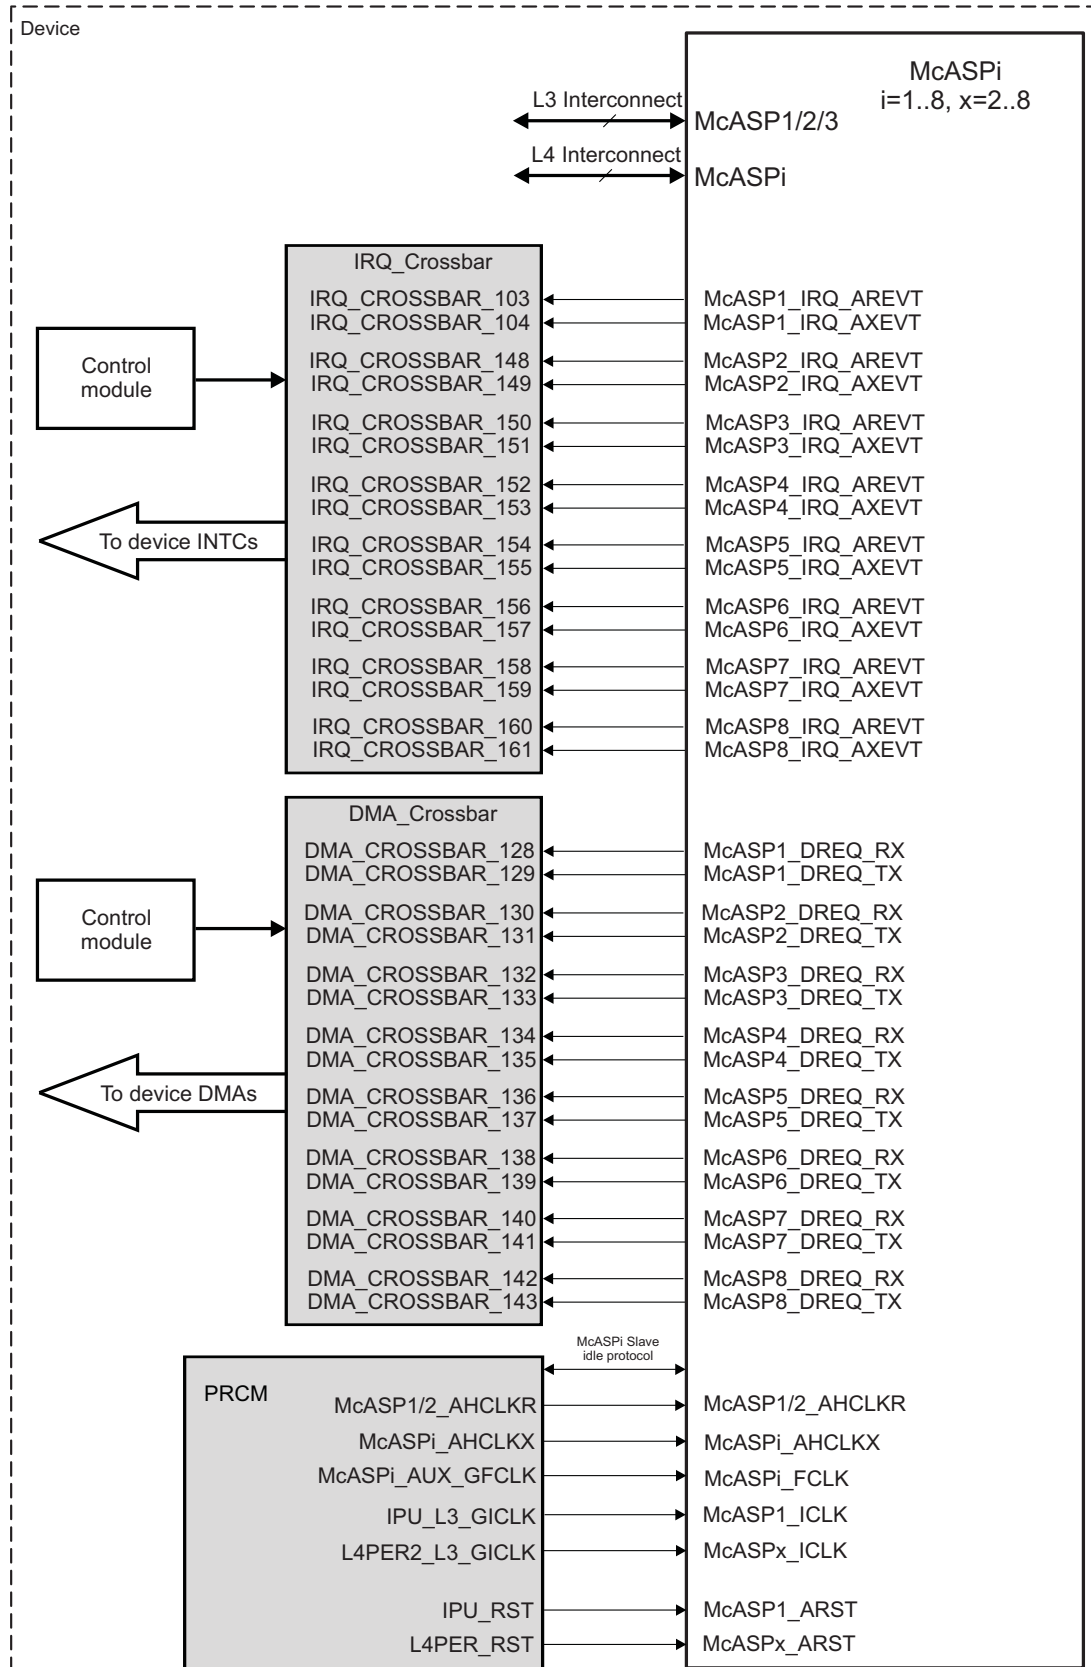 Device
McASPi
i=1..8, x=2..8
L3 Interconnect
McASP1/2/3
L4 Interconnect
McASPi
IRQ_Crossbar
IRQ_CROSSBAR_103 McASP1_IRQ_AREVT
IRQ_CROSSBAR_104 McASP1_IRQ_AXEVT
Control
module
IRQ_CROSSBAR_148 McASP2_IRQ_AREVT
IRQ_CROSSBAR_149 McASP2_IRQ_AXEVT
IRQ_CROSSBAR_150 McASP3_IRQ_AREVT
IRQ_CROSSBAR_151 McASP3_IRQ_AXEVT
IRQ_CROSSBAR_152 McASP4_IRQ_AREVT
IRQ_CROSSBAR_153 McASP4_IRQ_AXEVT
To device INTCs
IRQ_CROSSBAR_154 McASP5_IRQ_AREVT
IRQ_CROSSBAR_155 McASP5_IRQ_AXEVT
IRQ_CROSSBAR_156 McASP6_IRQ_AREVT
IRQ_CROSSBAR_157 McASP6_IRQ_AXEVT
IRQ_CROSSBAR_158 McASP7_IRQ_AREVT
IRQ_CROSSBAR_159 McASP7_IRQ_AXEVT
IRQ_CROSSBAR_160 McASP8_IRQ_AREVT
IRQ_CROSSBAR_161 McASP8_IRQ_AXEVT
DMA_Crossbar
DMA_CROSSBAR_128 McASP1_DREQ_RX
DMA_CROSSBAR_129 McASP1_DREQ_TX
Control
module
DMA_CROSSBAR_130 McASP2_DREQ_RX
DMA_CROSSBAR_131 McASP2_DREQ_TX
DMA_CROSSBAR_132 McASP3_DREQ_RX
DMA_CROSSBAR_133 McASP3_DREQ_TX
DMA_CROSSBAR_134 McASP4_DREQ_RX
DMA_CROSSBAR_135 McASP4_DREQ_TX
To device DMAs
DMA_CROSSBAR_136 McASP5_DREQ_RX
DMA_CROSSBAR_137 McASP5_DREQ_TX
DMA_CROSSBAR_138 McASP6_DREQ_RX
DMA_CROSSBAR_139 McASP6_DREQ_TX
DMA_CROSSBAR_140 McASP7_DREQ_RX
DMA_CROSSBAR_141 McASP7_DREQ_TX
DMA_CROSSBAR_142 McASP8_DREQ_RX
DMA_CROSSBAR_143 McASP8_DREQ_TX
McASPi Slave
idle protocol
PRCM
McASP1/2_AHCLKR McASP1/2_AHCLKR
McASPi_AHCLKX McASPi_AHCLKX
McASPi_AUX_GFCLK McASPi_FCLK
IPU_L3_GICLK McASP1_ICLK
L4PER2_L3_GICLK McASPx_ICLK
IPU_RST McASP1_ARST
L4PER_RST McASPx_ARST